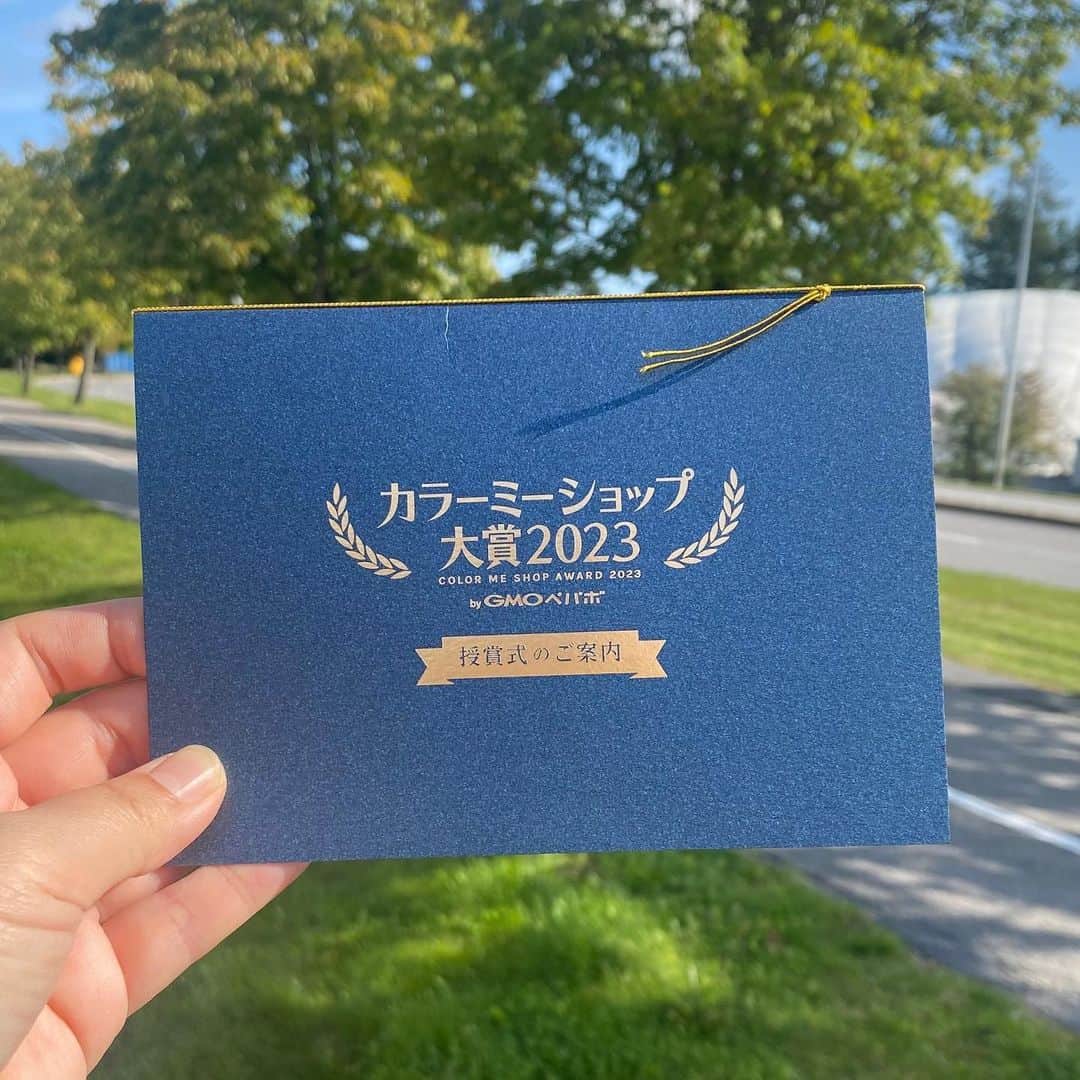 カラーミーショップ
大賞2023
COLOR ME SHOP AWARD 2023
by GMOペパボ
授賞式のご案内